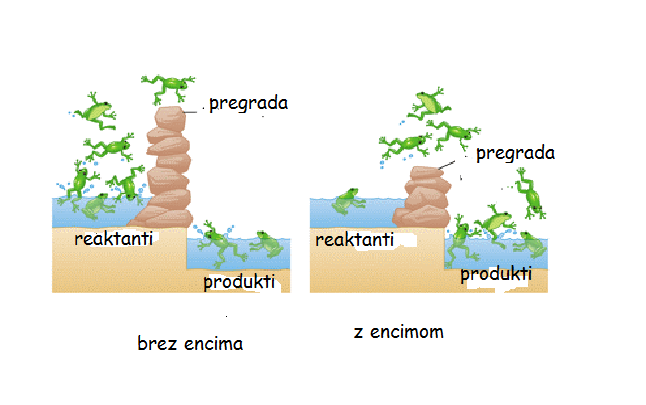 pregrada
reaktanti
produkti
brez encima
pregrada
reaktanti
produkti
z encimom